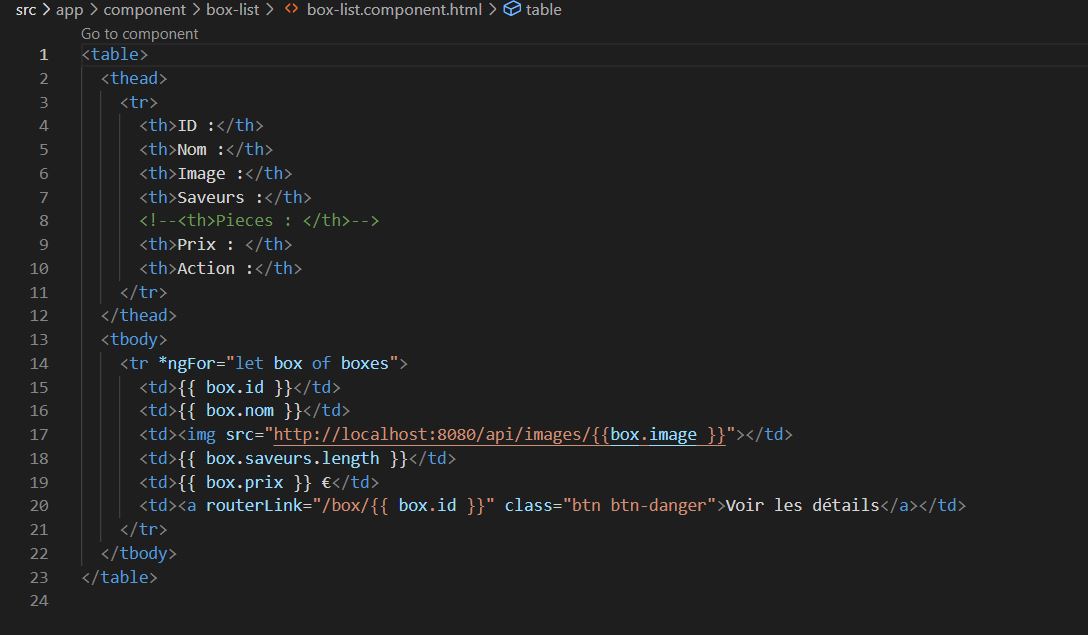 src > app > component > box-list > <> box-list.component.html > table
Go to component
1 <table>
2 <thead>
3 <tr>
4 <th>ID :</th>
5 <th>Nom :</th>
6 <th>Image :</th>
7 <th>Saveurs :</th>
8 <!--<th>Pieces : </th>-->
9 <th>Prix : </th>
10 <th>Action :</th>
11 </tr>
12 </thead>
13 <tbody>
14 <tr *ngFor="let box of boxes">
15 <td>{{ box.id }}</td>
16 <td>{{ box.nom }}</td>
17 <td><img src="http://localhost:8080/api/images/{{box.image }}"></td>
18 <td>{{ box.saveurs.length }}</td>
19 <td>{{ box.prix }} €</td>
20 <td><a routerLink="/box/{{ box.id }}" class="btn btn-danger">Voir les détails</a></td>
21 </tr>
22 </tbody>
23 </table>
24